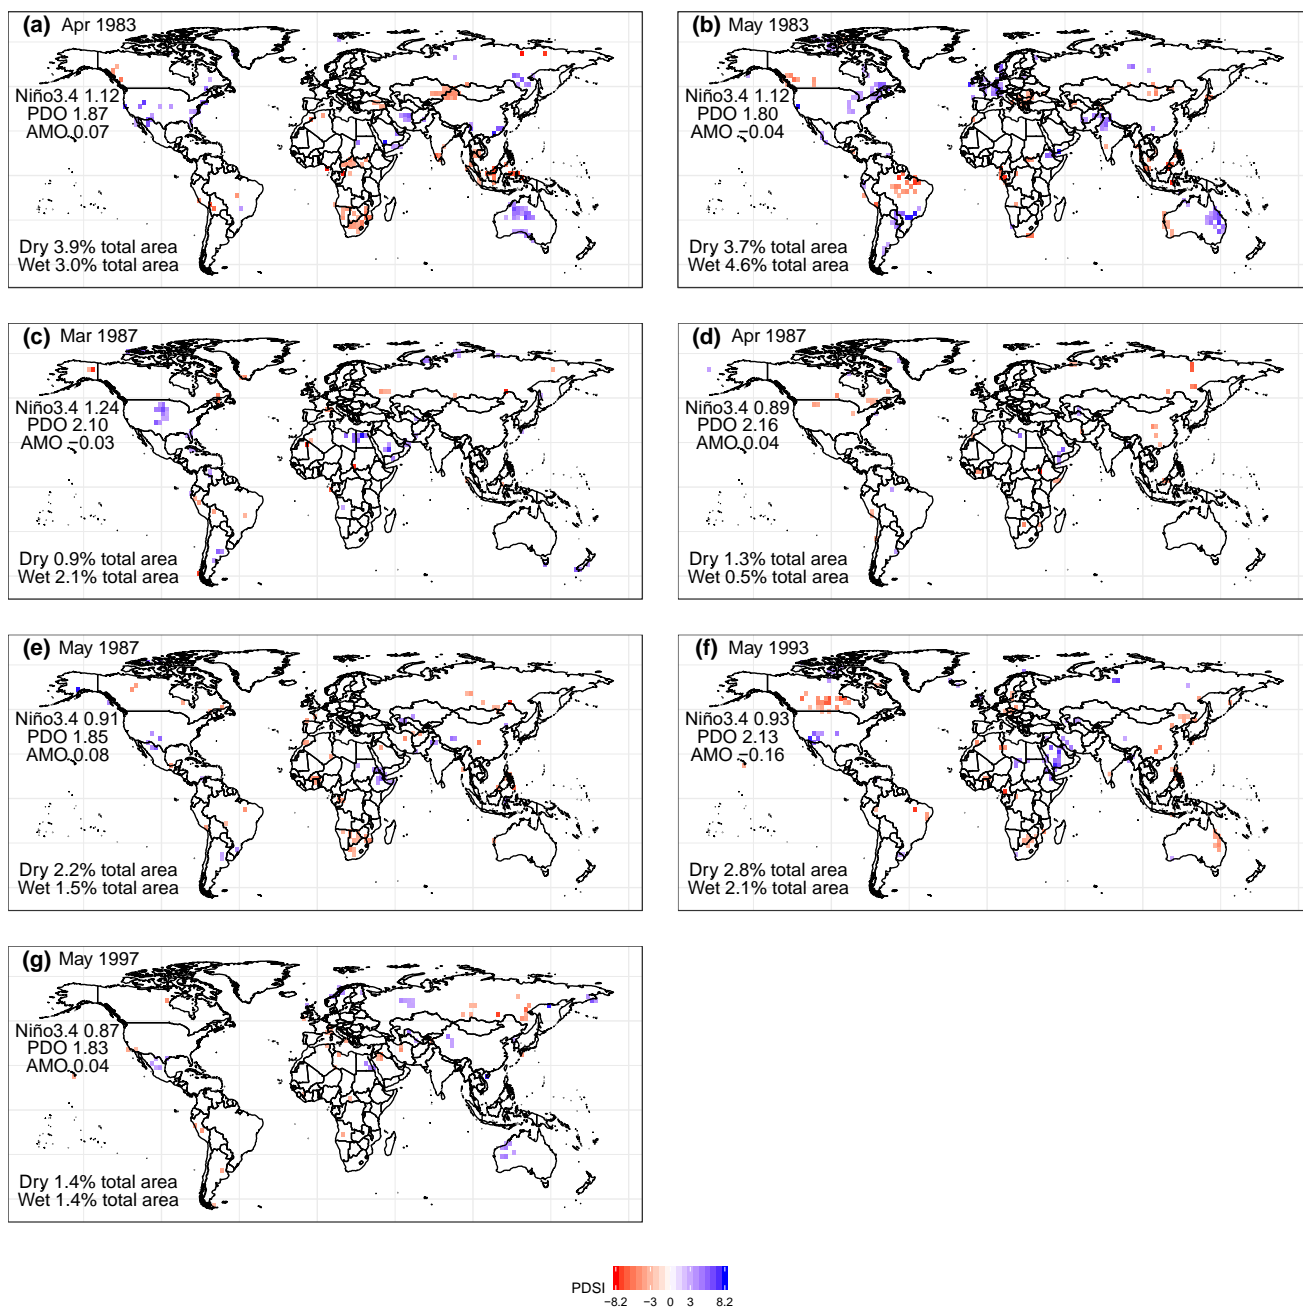 (a) Apr 1983
Niño3.4 1.12
PDO 1.87
AMO 0.07
Dry 3.9% total area
Wet 3.0% total area
(b) May 1983
Niño3.4 1.12
PDO 1.80
AMO −0.04
Dry 3.7% total area
Wet 4.6% total area
(c) Mar 1987
Niño3.4 1.24
PDO 2.10
AMO −0.03
Dry 0.9% total area
Wet 2.1% total area
(d) Apr 1987
Niño3.4 0.89
PDO 2.16
AMO 0.04
Dry 1.3% total area
Wet 0.5% total area
(e) May 1987
Niño3.4 0.91
PDO 1.85
AMO 0.08
Dry 2.2% total area
Wet 1.5% total area
(f) May 1993
Niño3.4 0.93
PDO 2.13
AMO −0.16
Dry 2.8% total area
Wet 2.1% total area
(g) May 1997
Niño3.4 0.87
PDO 1.83
AMO 0.04
Dry 1.4% total area
Wet 1.4% total area
PDSI
−8.2 −3 0 3 8.2